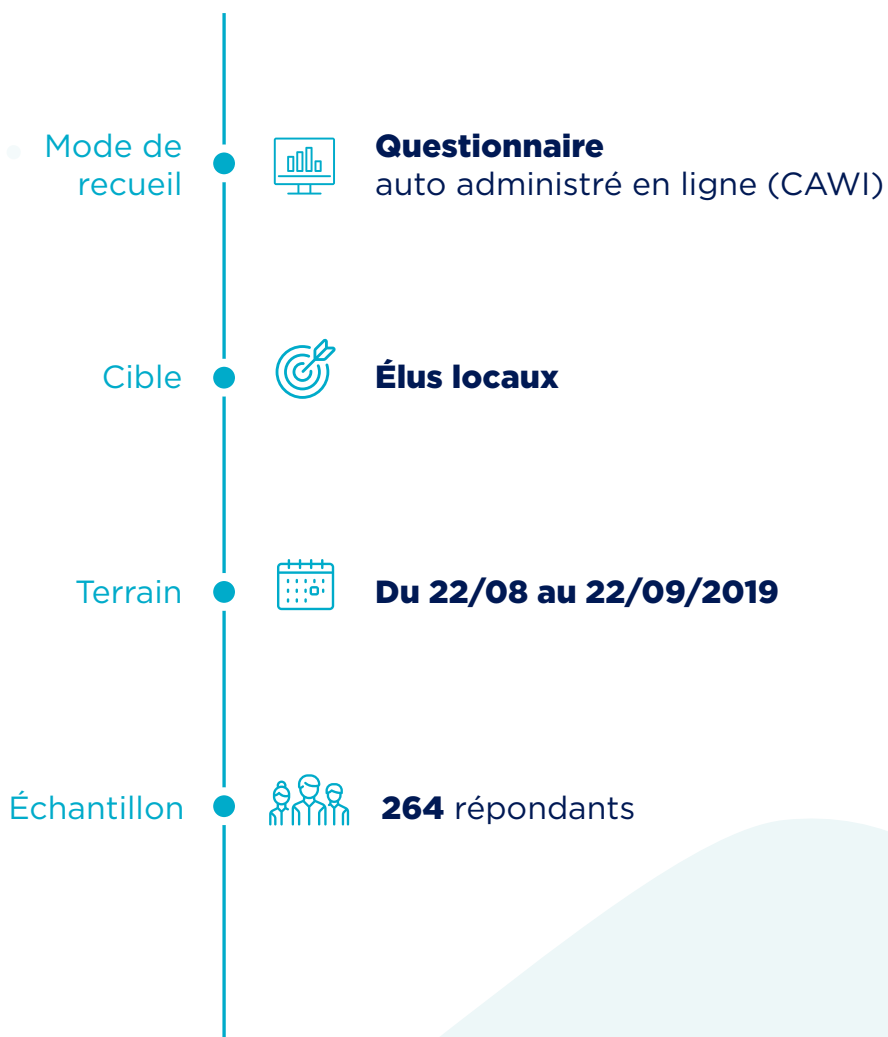 Mode de
recueil
Questionnaire
auto administré en ligne (CAWI)
Cible
Élus locaux
Terrain
Du 22/08 au 22/09/2019
Échantillon
264 répondants